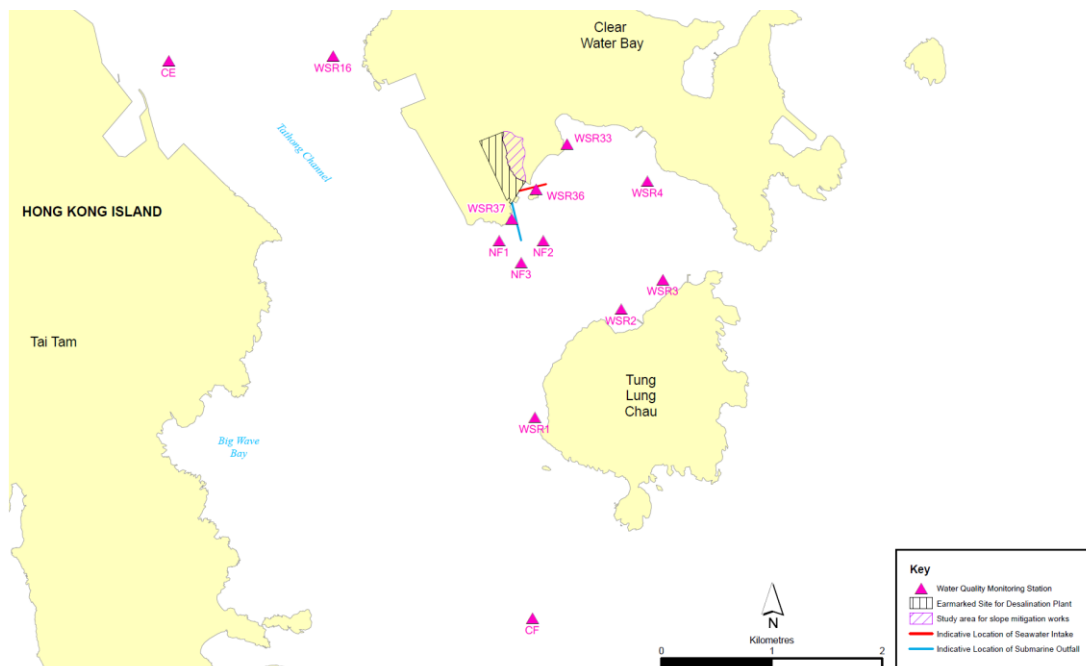 Clear
Water Bay
CE
WSR16
Tathong Channel
WSR33
WSR4
WSR36
HONG KONG ISLAND
WSR37
NF1
NF2
NF3
WSR3
WSR2
Tai Tam
Tung
Lung
Chau
WSR1
Big Wave
Bay
CF
N
Kilometres
0
1
2
Key
Water Quality Monitoring Station
Earmarked Site for Desalination Plant
Study area for slope mitigation works
Indicative Location of Seawater Intake
Indicative Location of Submarine Outfall